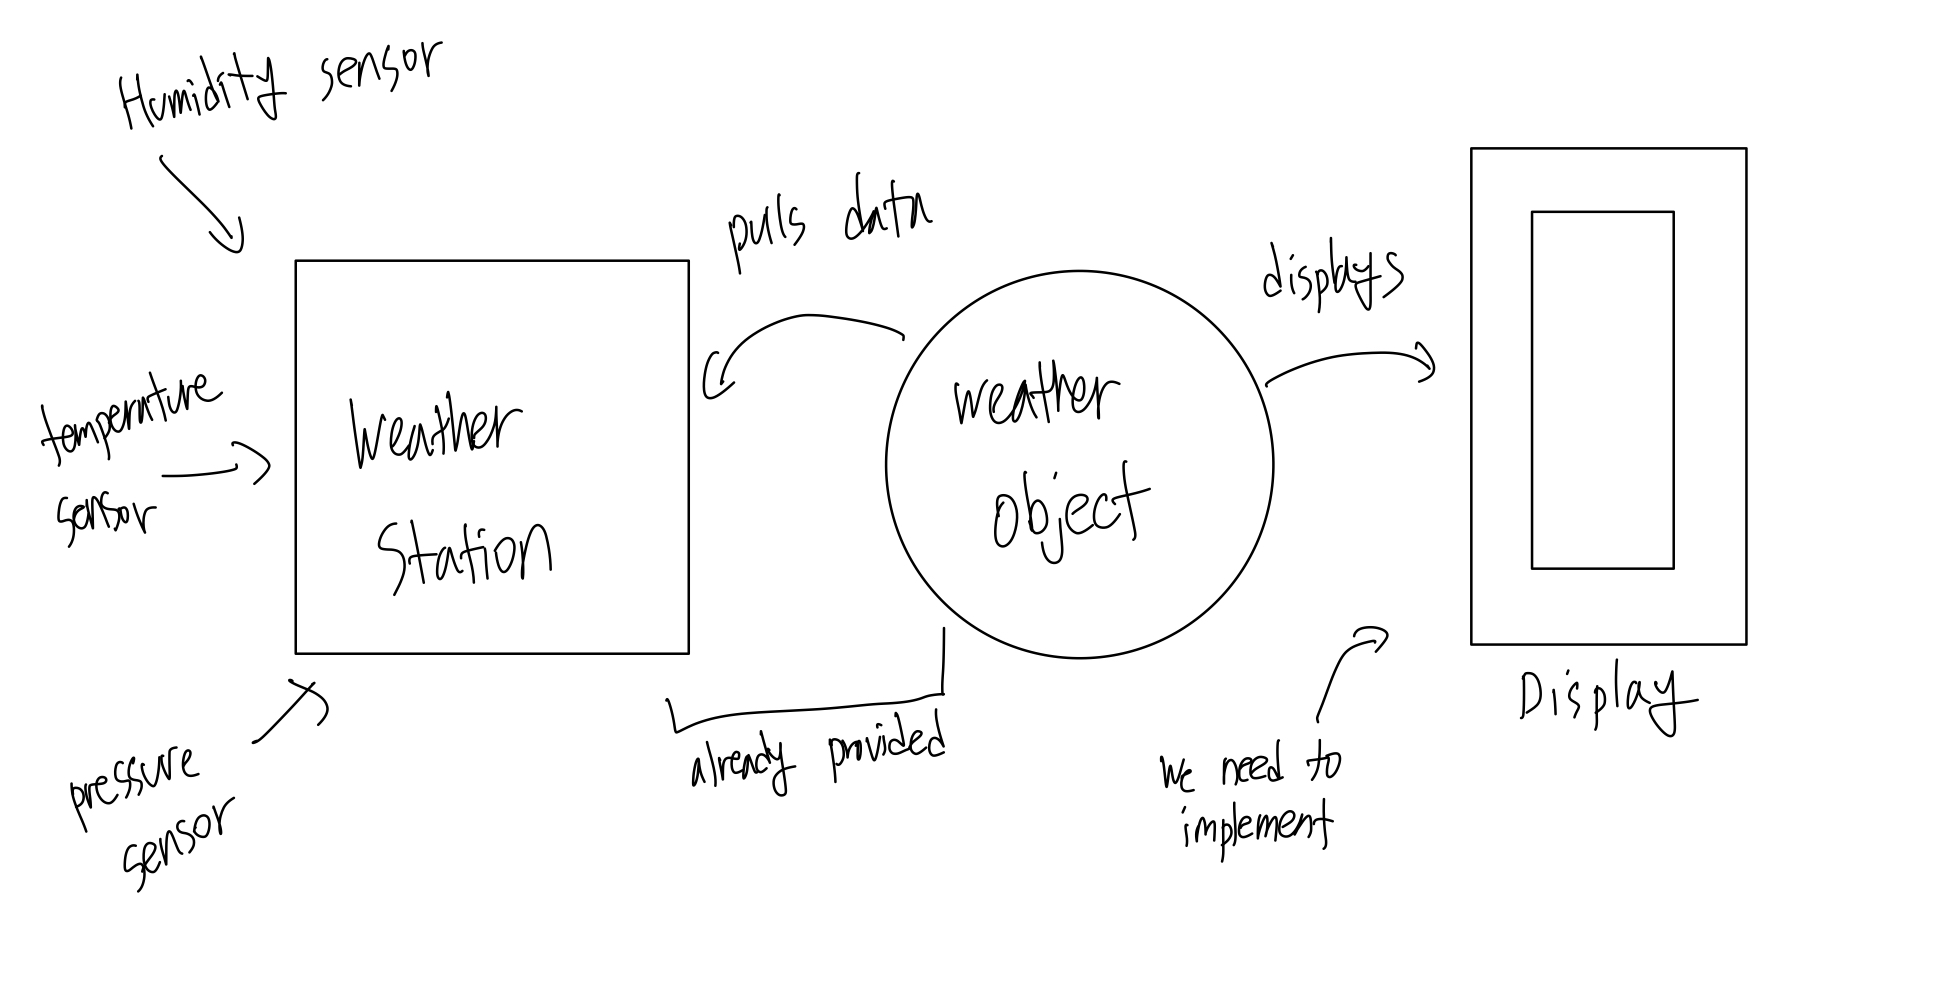 Humidity sensor
temperature
sensor
pressure
sensor
Weather
Station
pulls data
weather
object
already provided
displays
we need to
implement
Display